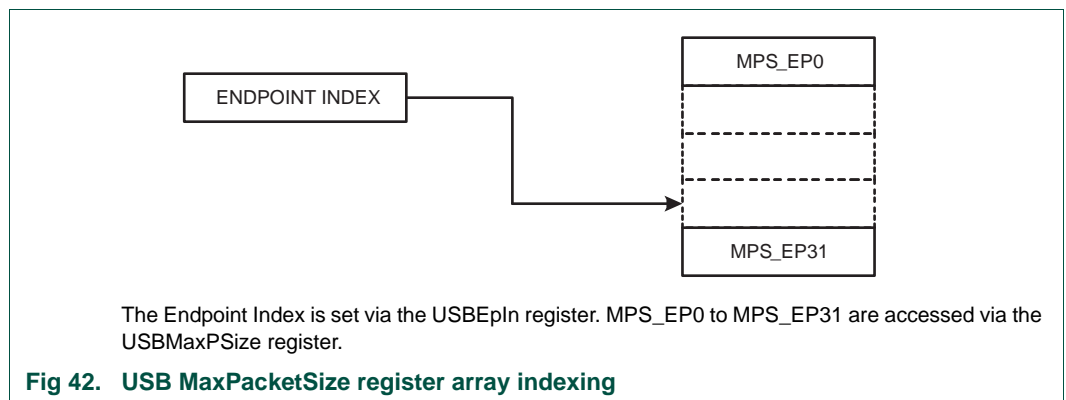 MPS_EP0
ENDPOINT INDEX
MPS_EP31
The Endpoint Index is set via the USBEpIn register. MPS_EP0 to MPS_EP31 are accessed via the
USBMaxPSize register.
Fig 42. USB MaxPacketSize register array indexing